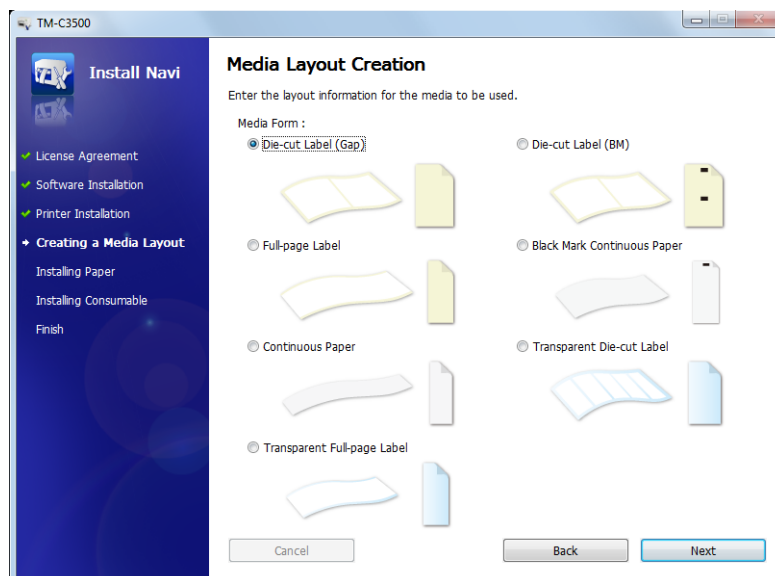 TM-C3500
Install Navi
License Agreement
Software Installation
Printer Installation
Creating a Media Layout
Installing Paper
Installing Consumable
Finish
Media Layout Creation
Enter the layout information for the media to be used.
Media Form :
Die-cut Label (Gap)
Die-cut Label (BM)
Full-page Label
Black Mark Continuous Paper
Continuous Paper
Transparent Die-cut Label
Transparent Full-page Label
Cancel
Back
Next